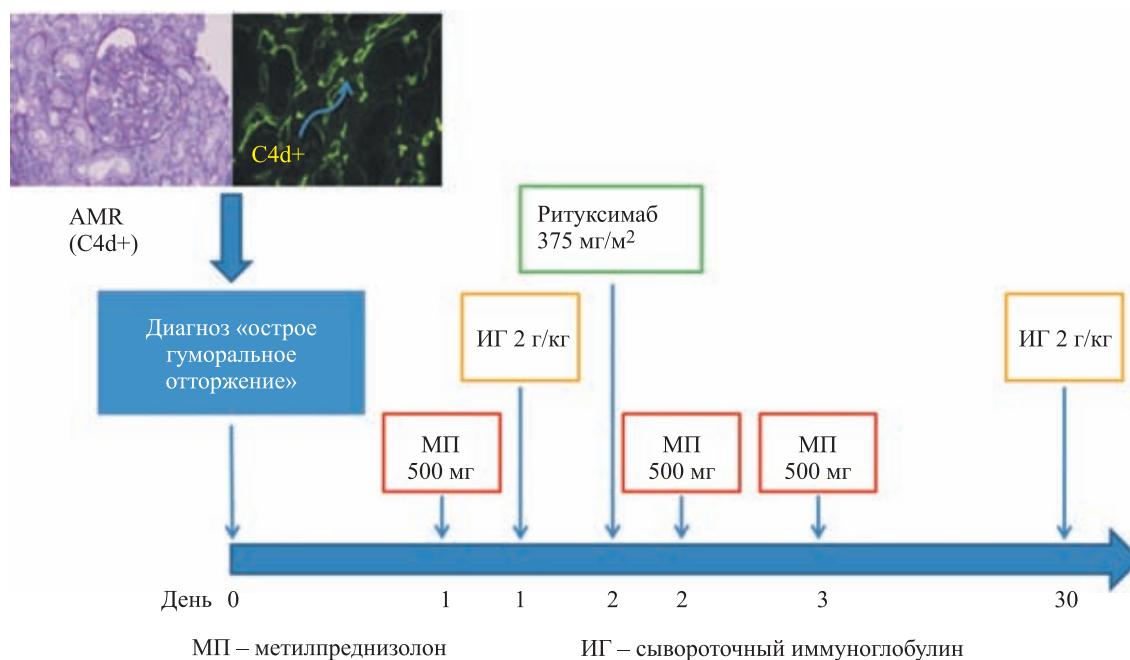 C4d+
AMR
(C4d+)
Ритуксимаб
375 мг/м²
Диагноз «острое
гуморальное
отторжение»
ИГ 2 г/кг
ИГ 2 г/кг
МП
500 мг
МП
500 мг
МП
500 мг
День 0 1 1 2 2 3 30
МП – метилпреднизолон
ИГ – сывороточный иммуноглобулин